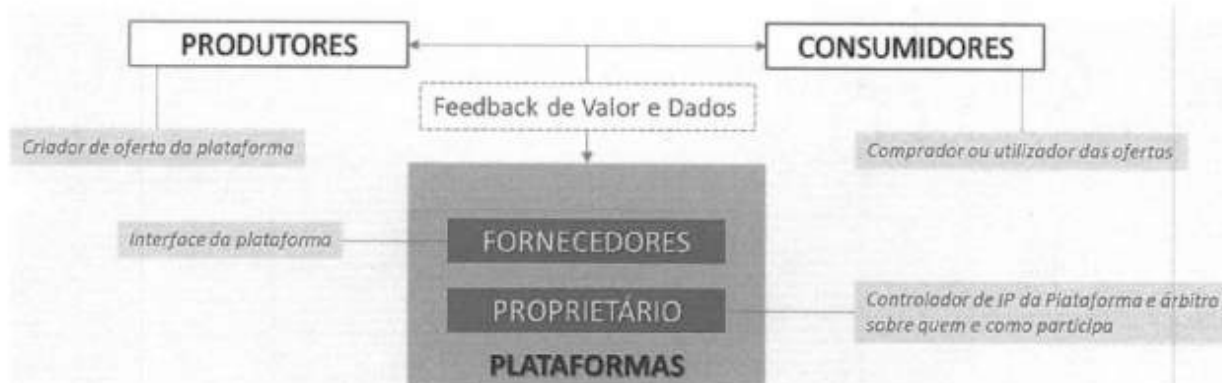 PRODUTORES
CONSUMIDORES
Feedback de Valor e Dados
Criador de oferta da plataforma
Comprador ou utilizador das ofertas
Interface da plataforma
FORNECEDORES
PROPRIETÁRIO
Controlador de IP da Plataforma e árbitro
sobre quem e como participa
PLATAFORMAS